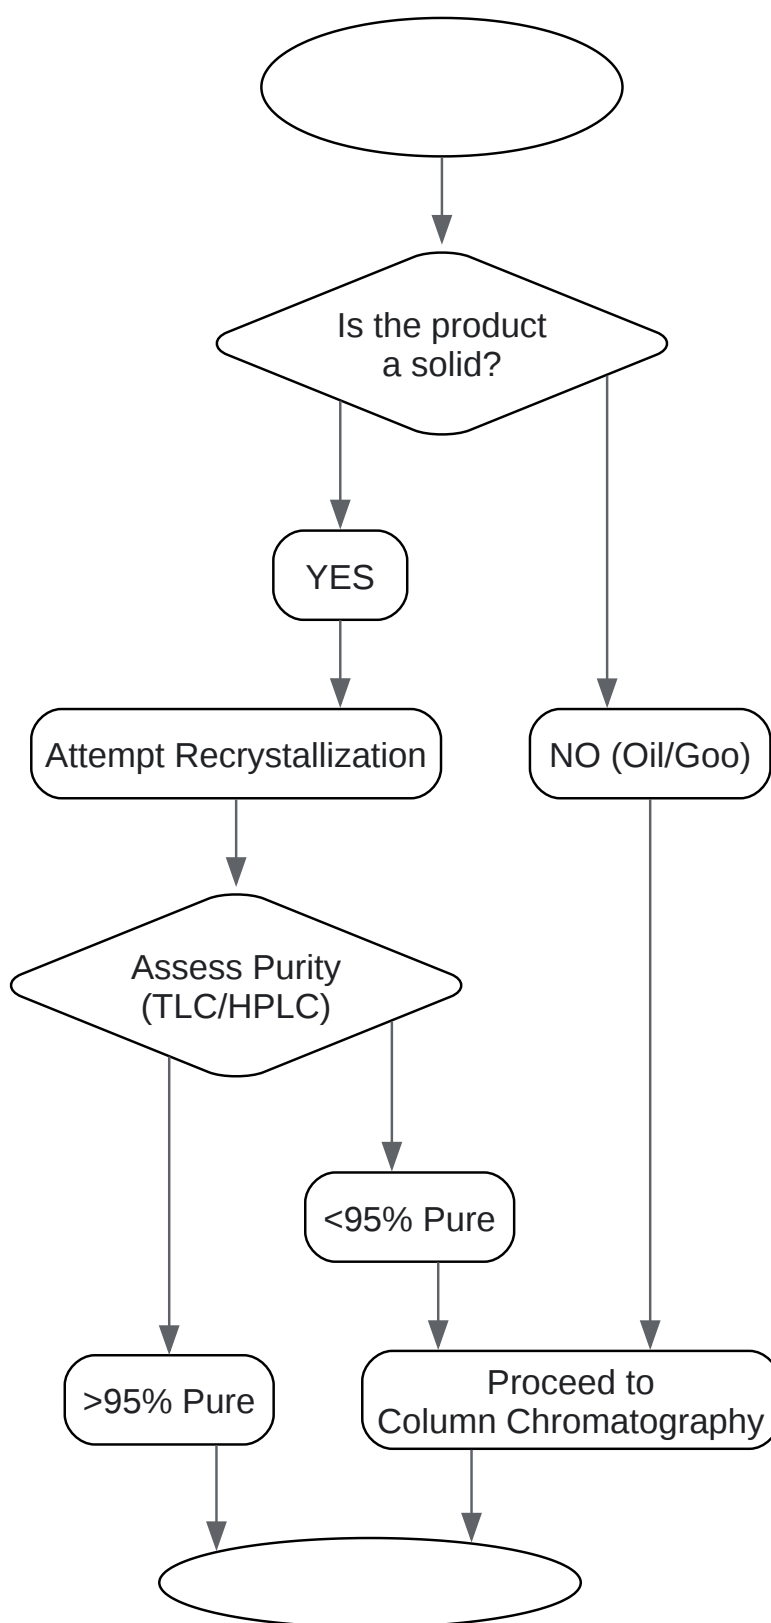 Is the product
a solid?
YES
Attempt Recrystallization
NO (Oil/Goo)
Assess Purity
(TLC/HPLC)
<95% Pure
>95% Pure
Proceed to
Column Chromatography